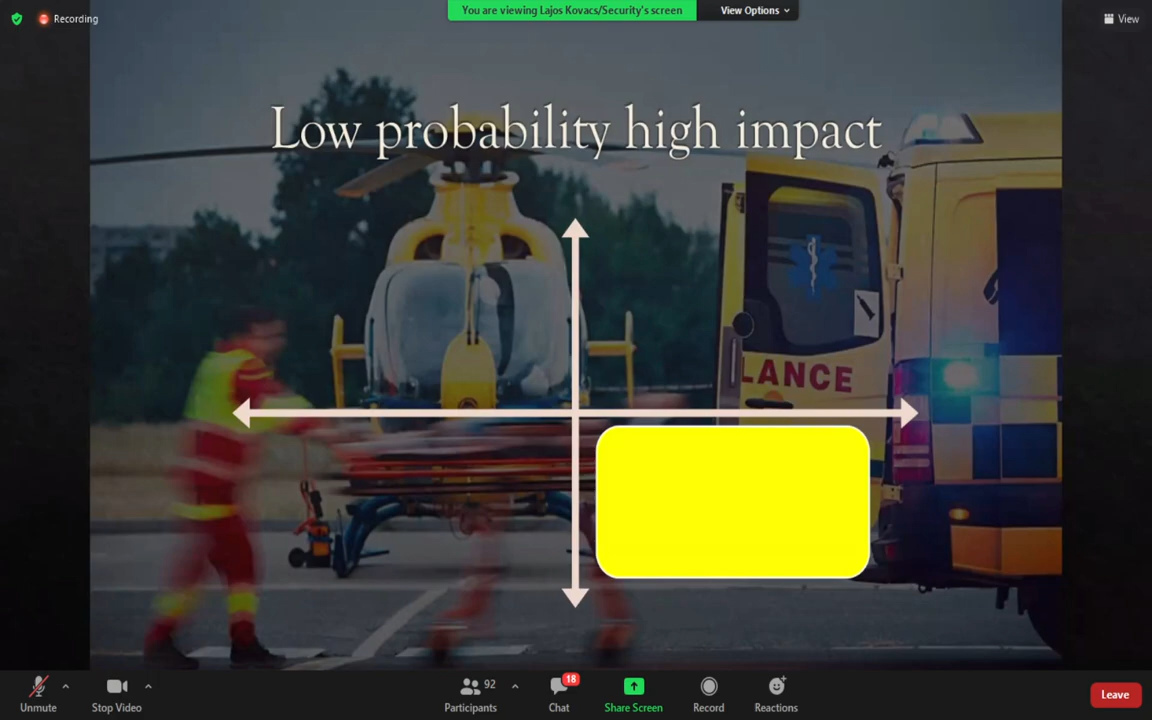 You are viewing Lajos Kovacs/Security's screen
View Options
Recording
View
Low probability high impact
LANCE
Unmute
Stop Video
Participants
92
Chat
18
Share Screen
Record
Reactions
Leave